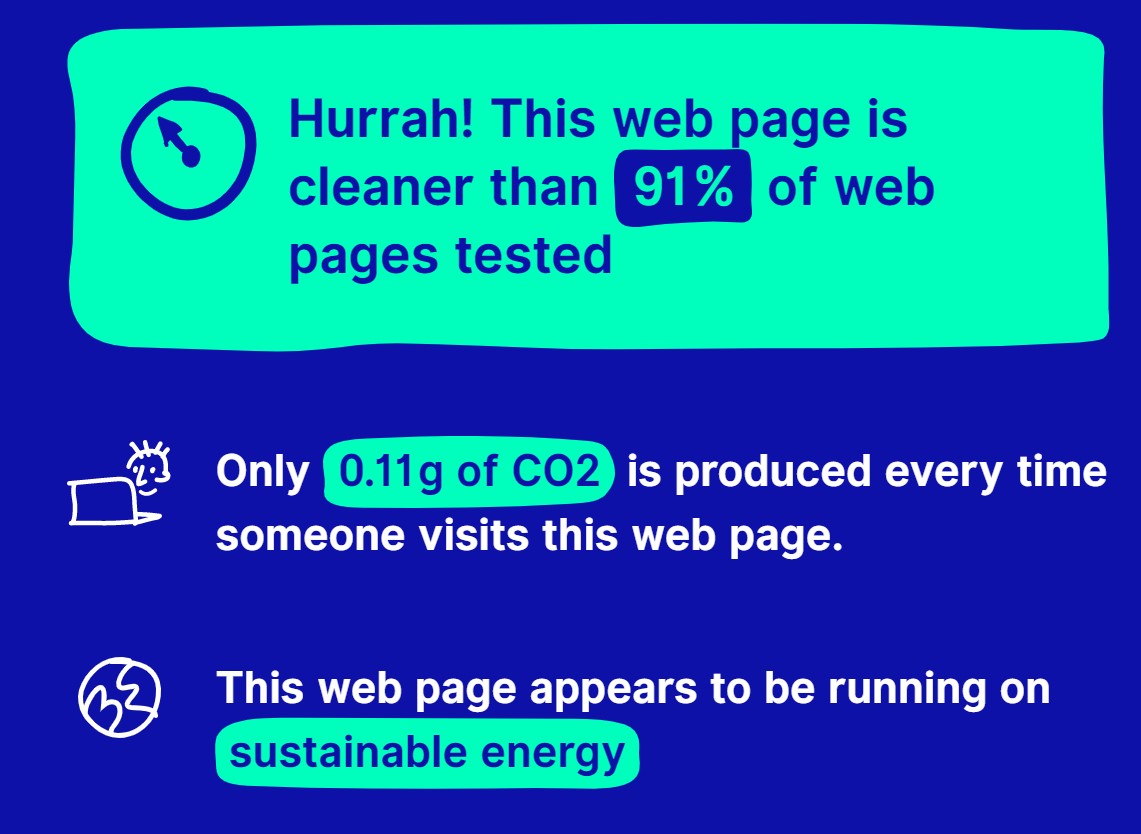 Hurrah! This web page is
cleaner than 91% of web
pages tested
Only 0.11g of CO2 is produced every time
someone visits this web page.
This web page appears to be running on
sustainable energy